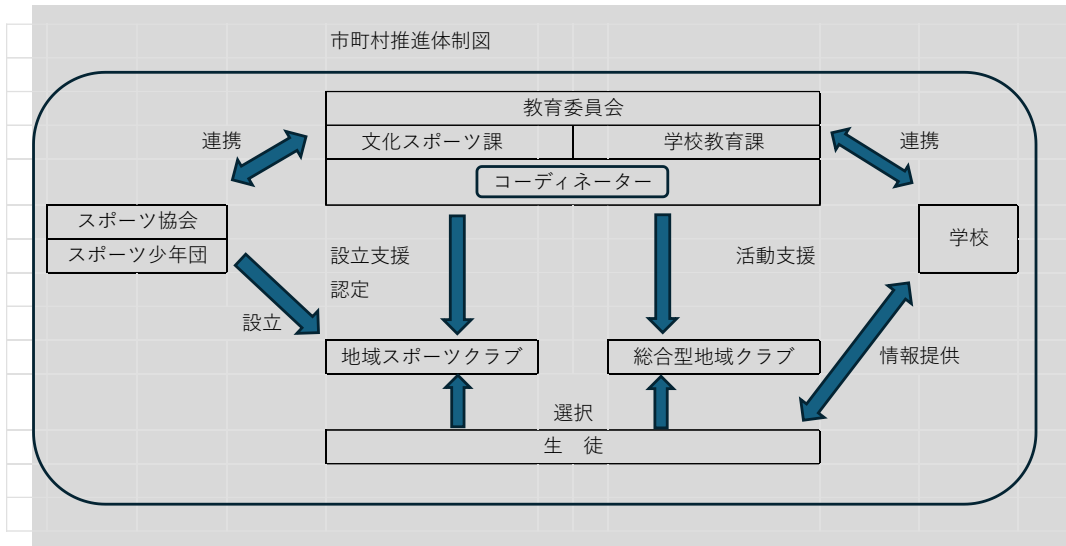 市町村推進体制図
教育委員会
連携
文化スポーツ課
学校教育課
連携
コーディネーター
スポーツ協会
スポーツ少年団
学校
設立支援
認定
活動支援
設立
地域スポーツクラブ
総合型地域クラブ
情報提供
選択
生　徒